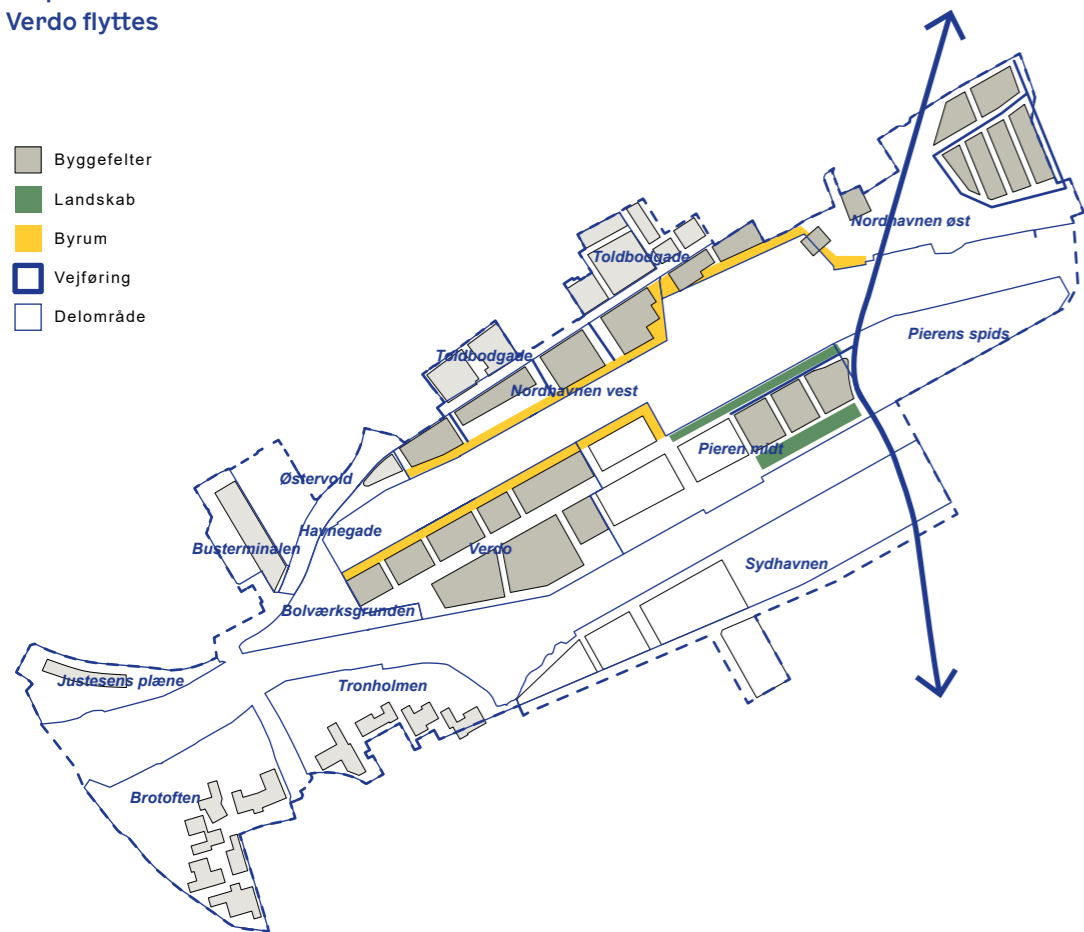 Verdo flyttes
Byggefelter
Landskab
Byrum
Vejføring
Delområde
Nordhavnen øst
Toldbodgade
Pierens spids
Toldbodgade
Nordhavnen vest
Pieren midt
Østervold
Havnegade
Busterminalen
Verdo
Sydhavnen
Bolværksgrunden
Justesens plæne
Tronholmen
Brotoften